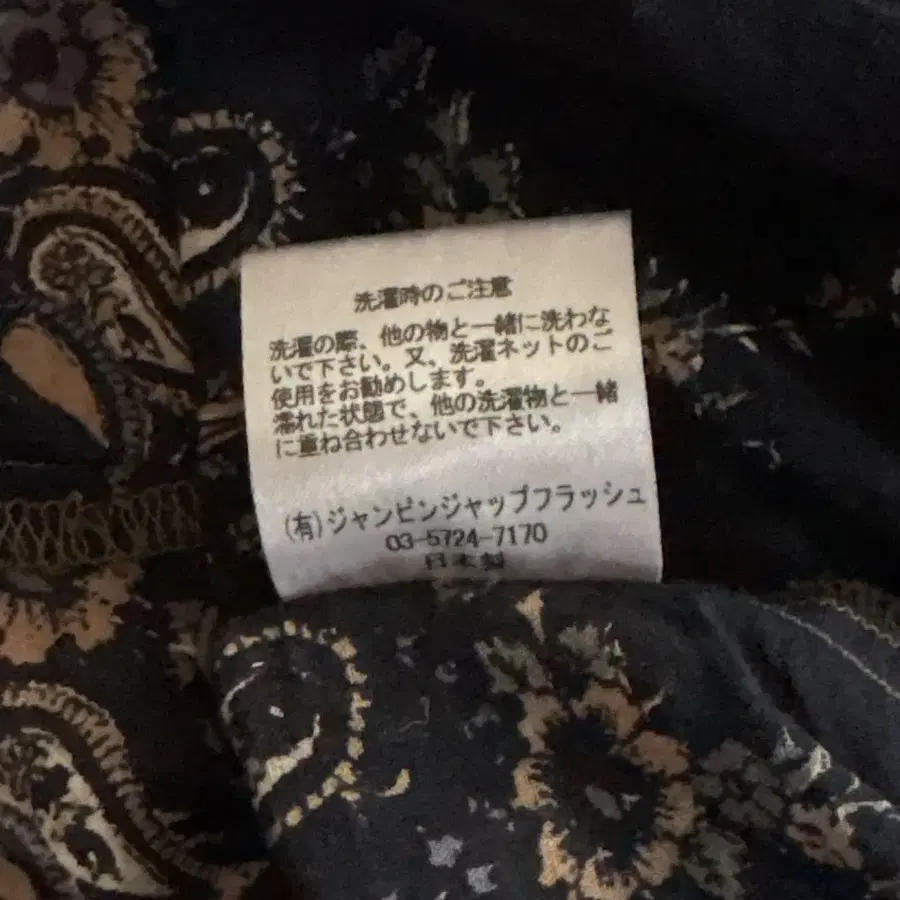 洗濯時のご注意
洗濯の際、他の物と一緒に洗わな
いで下さい。又、洗濯ネットのご
使用をお勧めします。
濡れた状態で、他の洗濯物と一緒
に重ね合わせないで下さい。
(有)ジャンピンジャップフラッシュ
03-5724-7170
日本製